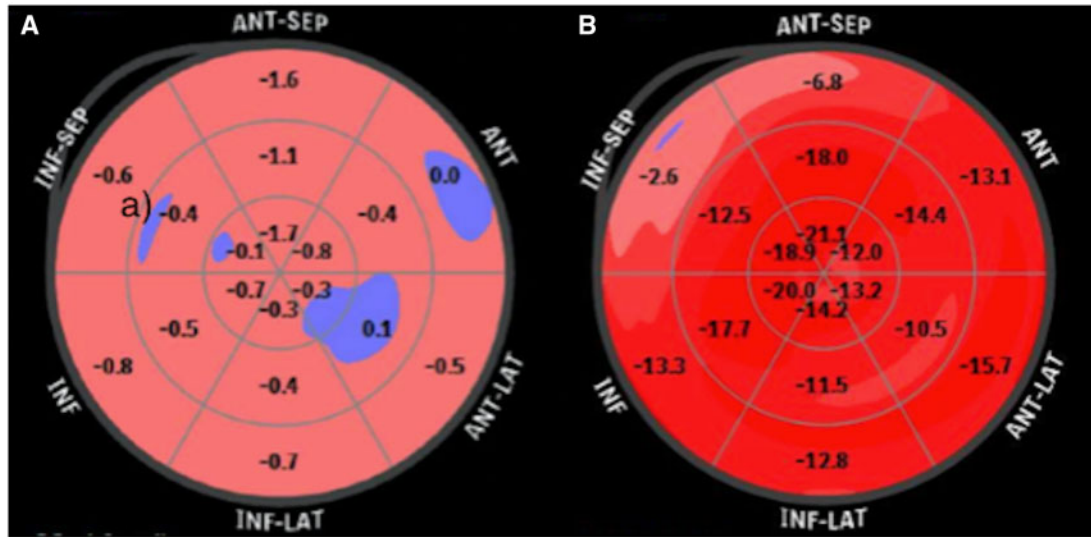 A
ANT-SEP
INF-SEP
ANT
-1.6
-1.1
-0.6
a)
-0.4
0.0
-0.4
-1.7
-0.1
-0.8
-0.7
-0.3
-0.3
-0.5
0.1
-0.8
-0.4
-0.5
-0.7
INF
ANT-LAT
INF-LAT
B
ANT-SEP
INF-SEP
ANT
-6.8
-18.0
-2.6
-13.1
-12.5
-14.4
-21.1
-18.9
-12.0
-20.0
-13.2
-14.2
-17.7
-10.5
-13.3
-11.5
-15.7
-12.8
INF
ANT-LAT
INF-LAT